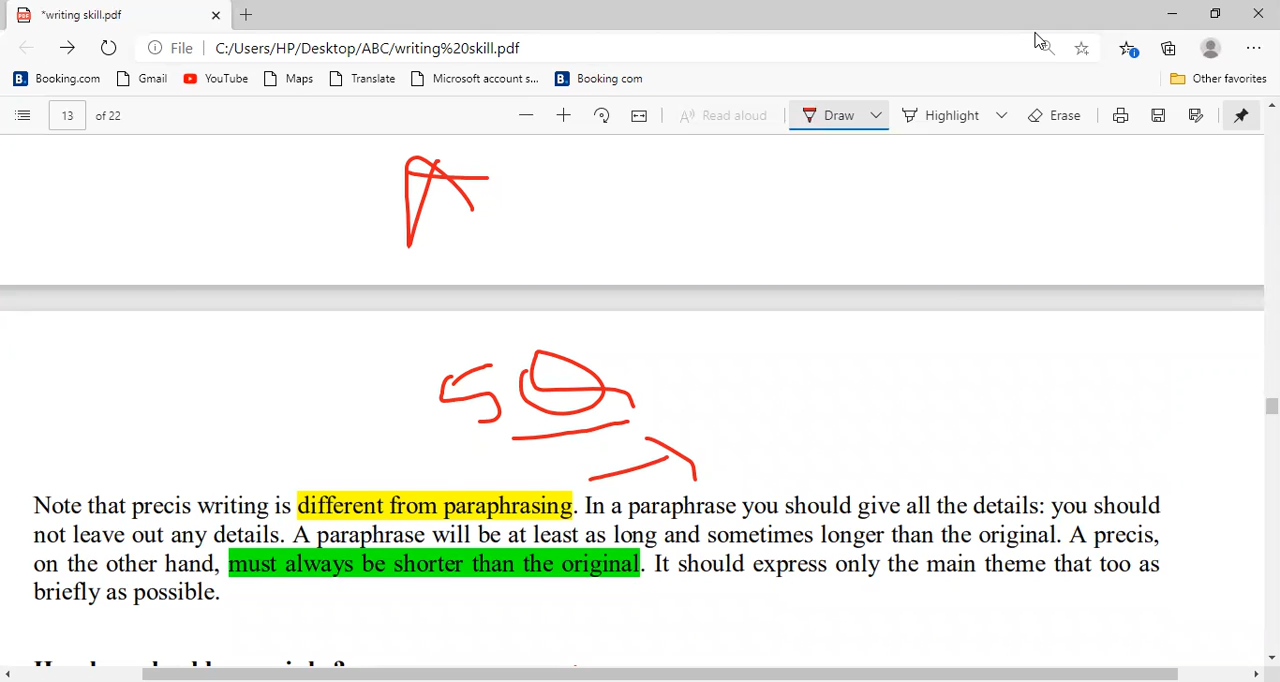 *writing skill.pdf
File C:/Users/HP/Desktop/ABC/writing%20skill.pdf
Booking.com Gmail YouTube Maps Translate Microsoft account s... Booking com Other favorites
13 of 22 Read aloud Draw Highlight Erase
Note that precis writing is different from paraphrasing. In a paraphrase you should give all the details: you should
not leave out any details. A paraphrase will be at least as long and sometimes longer than the original. A precis,
on the other hand, must always be shorter than the original. It should express only the main theme that too as
briefly as possible.